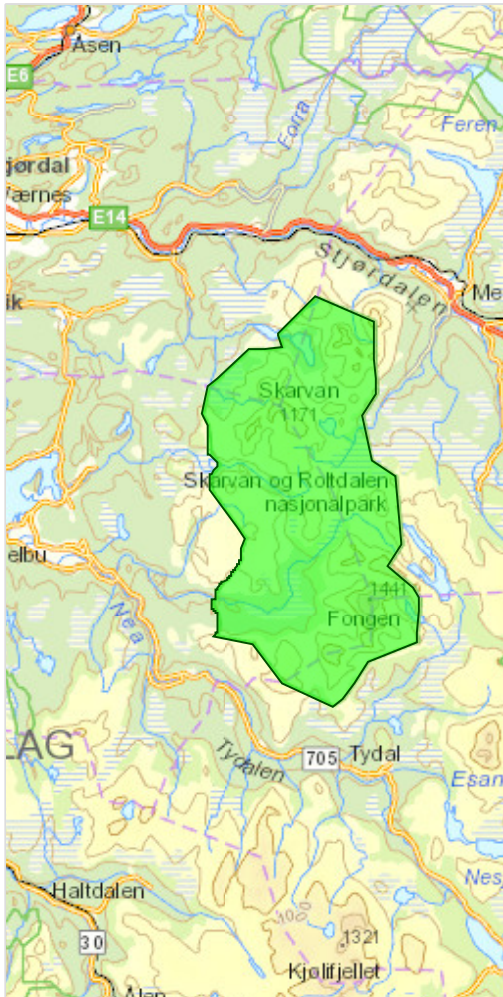 Åsen
E6
Forra
Feren
jørdal
ærnes
E14
Stjørdalen
Me
ik
Skarvan
1171
Skarvan og Roltdalen
nasjonalpark
elbu
Nea
1441
Fongen
LAG
Tydalen
705
Tydal
Esan
Nes
Haltdalen
30
1321
Kjølifjellet
Ålen